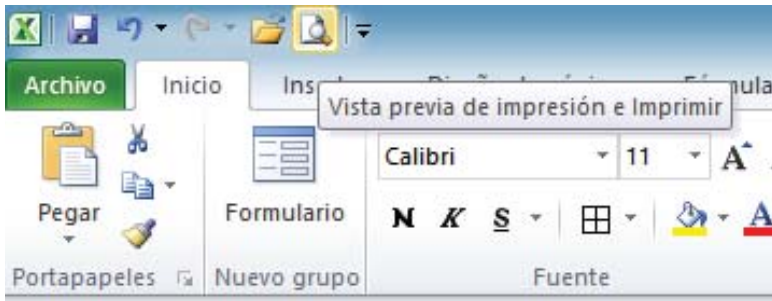 Archivo Inicio
Vista previa de impresión e Imprimir
Calibri 11 A
Pegar Formulario N K S A
Portapapeles Nuevo grupo Fuente